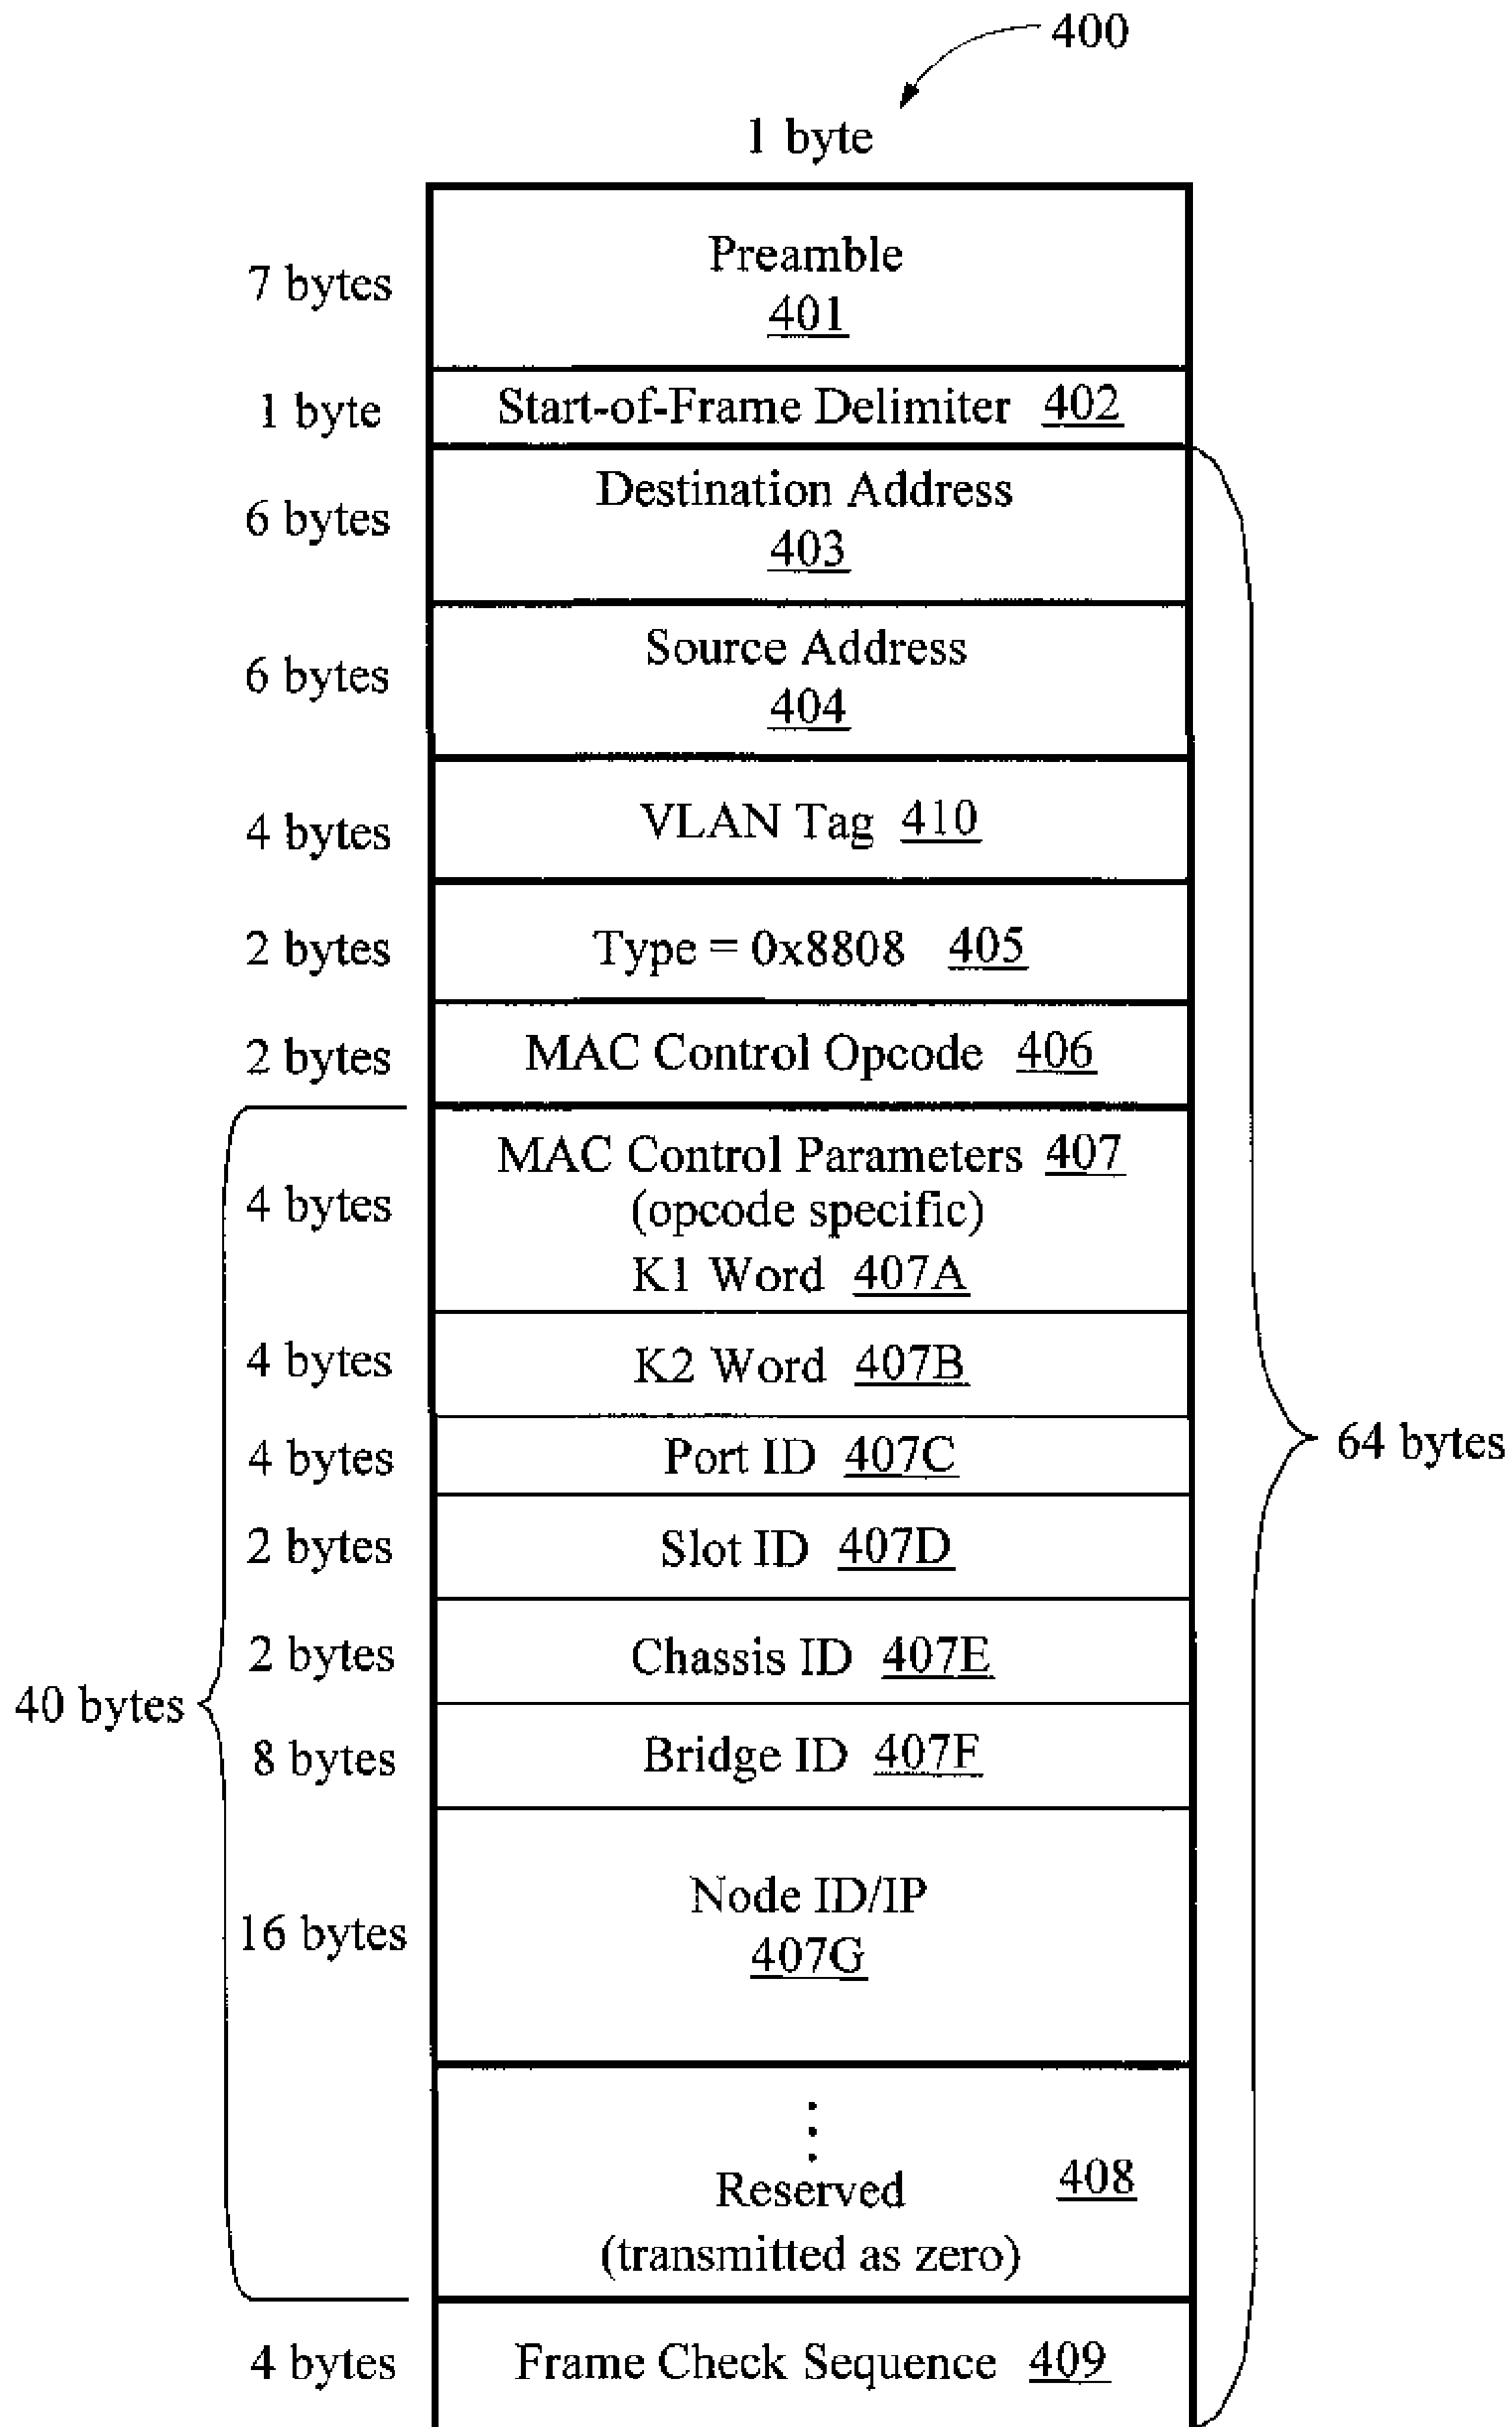 400
1 byte
7 bytes
Preamble
401
1 byte
Start-of-Frame Delimiter 402
6 bytes
Destination Address
403
6 bytes
Source Address
404
4 bytes
VLAN Tag 410
2 bytes
Type = 0x8808 405
2 bytes
MAC Control Opcode 406
4 bytes
MAC Control Parameters 407
(opcode specific)
K1 Word 407A
4 bytes
K2 Word 407B
4 bytes
Port ID 407C
2 bytes
Slot ID 407D
2 bytes
Chassis ID 407E
8 bytes
Bridge ID 407F
16 bytes
Node ID/IP
407G
Reserved 408
(transmitted as zero)
4 bytes
Frame Check Sequence 409
40 bytes
64 bytes